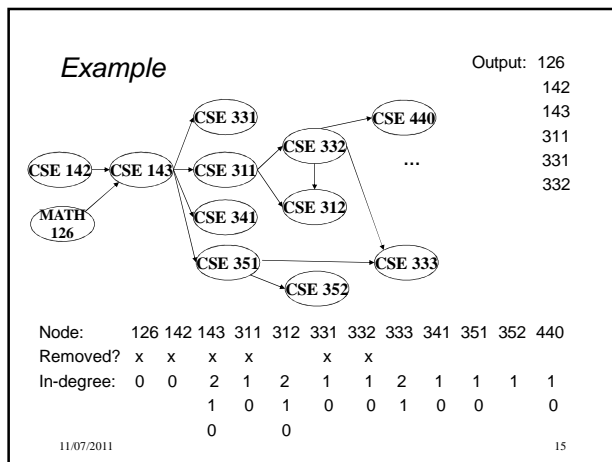 Example
Output: 126
142
143
311
331
332
CSE 331
CSE 440
CSE 332
CSE 142
CSE 143
CSE 311
...
MATH
126
CSE 341
CSE 312
CSE 351
CSE 333
CSE 352
Node: 126 142 143 311 312 331 332 333 341 351 352 440
Removed? x x x x x x
In-degree: 0 0 2 1 2 1 1 2 1 1 1 1
1 0 1 0 0 1 0 0 0
0 0
11/07/2011 15